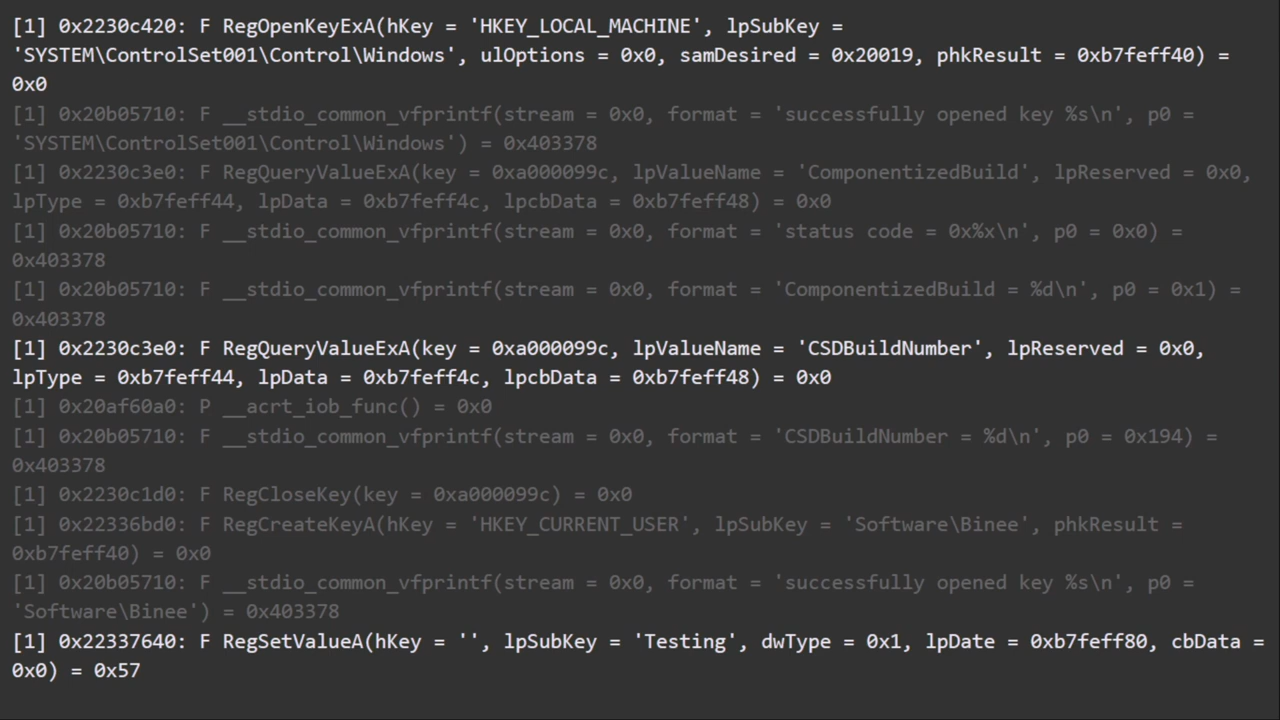 [1] 0x2230c420: F RegOpenKeyExA(hKey = 'HKEY_LOCAL_MACHINE', lpSubKey =
'SYSTEM\ControlSet001\Control\Windows', ulOptions = 0x0, samDesired = 0x20019, phkResult = 0xb7feff40) =
0x0
[1] 0x20b05710: F __stdio_common_vfprintf(stream = 0x0, format = 'successfully opened key %s\n', p0 =
'SYSTEM\ControlSet001\Control\Windows') = 0x403378
[1] 0x2230c3e0: F RegQueryValueExA(key = 0xa000099c, lpValueName = 'ComponentizedBuild', lpReserved = 0x0,
lpType = 0xb7feff44, lpData = 0xb7feff4c, lpcbData = 0xb7feff48) = 0x0
[1] 0x20b05710: F __stdio_common_vfprintf(stream = 0x0, format = 'status code = 0x%x\n', p0 = 0x0) =
0x403378
[1] 0x20b05710: F __stdio_common_vfprintf(stream = 0x0, format = 'ComponentizedBuild = %d\n', p0 = 0x1) =
0x403378
[1] 0x2230c3e0: F RegQueryValueExA(key = 0xa000099c, lpValueName = 'CSDBuildNumber', lpReserved = 0x0,
lpType = 0xb7feff44, lpData = 0xb7feff4c, lpcbData = 0xb7feff48) = 0x0
[1] 0x20af60a0: P __acrt_iob_func() = 0x0
[1] 0x20b05710: F __stdio_common_vfprintf(stream = 0x0, format = 'CSDBuildNumber = %d\n', p0 = 0x194) =
0x403378
[1] 0x2230c1d0: F RegCloseKey(key = 0xa000099c) = 0x0
[1] 0x22336bd0: F RegCreateKeyA(hKey = 'HKEY_CURRENT_USER', lpSubKey = 'Software\Binee', phkResult =
0xb7feff40) = 0x0
[1] 0x20b05710: F __stdio_common_vfprintf(stream = 0x0, format = 'successfully opened key %s\n', p0 =
'Software\Binee') = 0x403378
[1] 0x22337640: F RegSetValueA(hKey = '', lpSubKey = 'Testing', dwType = 0x1, lpDate = 0xb7feff80, cbData =
0x0) = 0x57